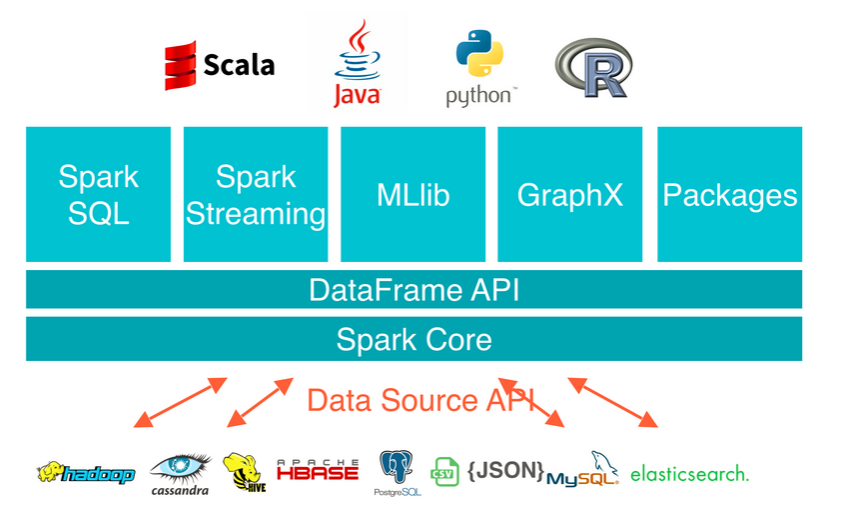 Scala
Java
python™
R
Spark
SQL
Spark
Streaming
MLlib
GraphX
Packages
DataFrame API
Spark Core
Data Source API
hadoop
cassandra
HIVE
APACHE
HBASE
PostgreSQL
CSV
{JSON}
MySQL
elasticsearch.